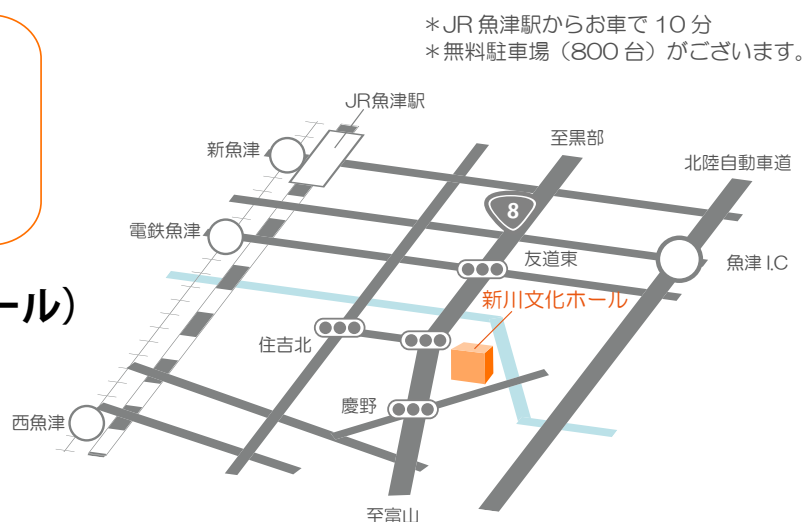 ＊JR 魚津駅からお車で 10 分
＊無料駐車場（800 台）がございます。
JR魚津駅
新魚津
至黒部
北陸自動車道
8
電鉄魚津
友道東
魚津 I.C
新川文化ホール
ール）
住吉北
慶野
西魚津
至富山